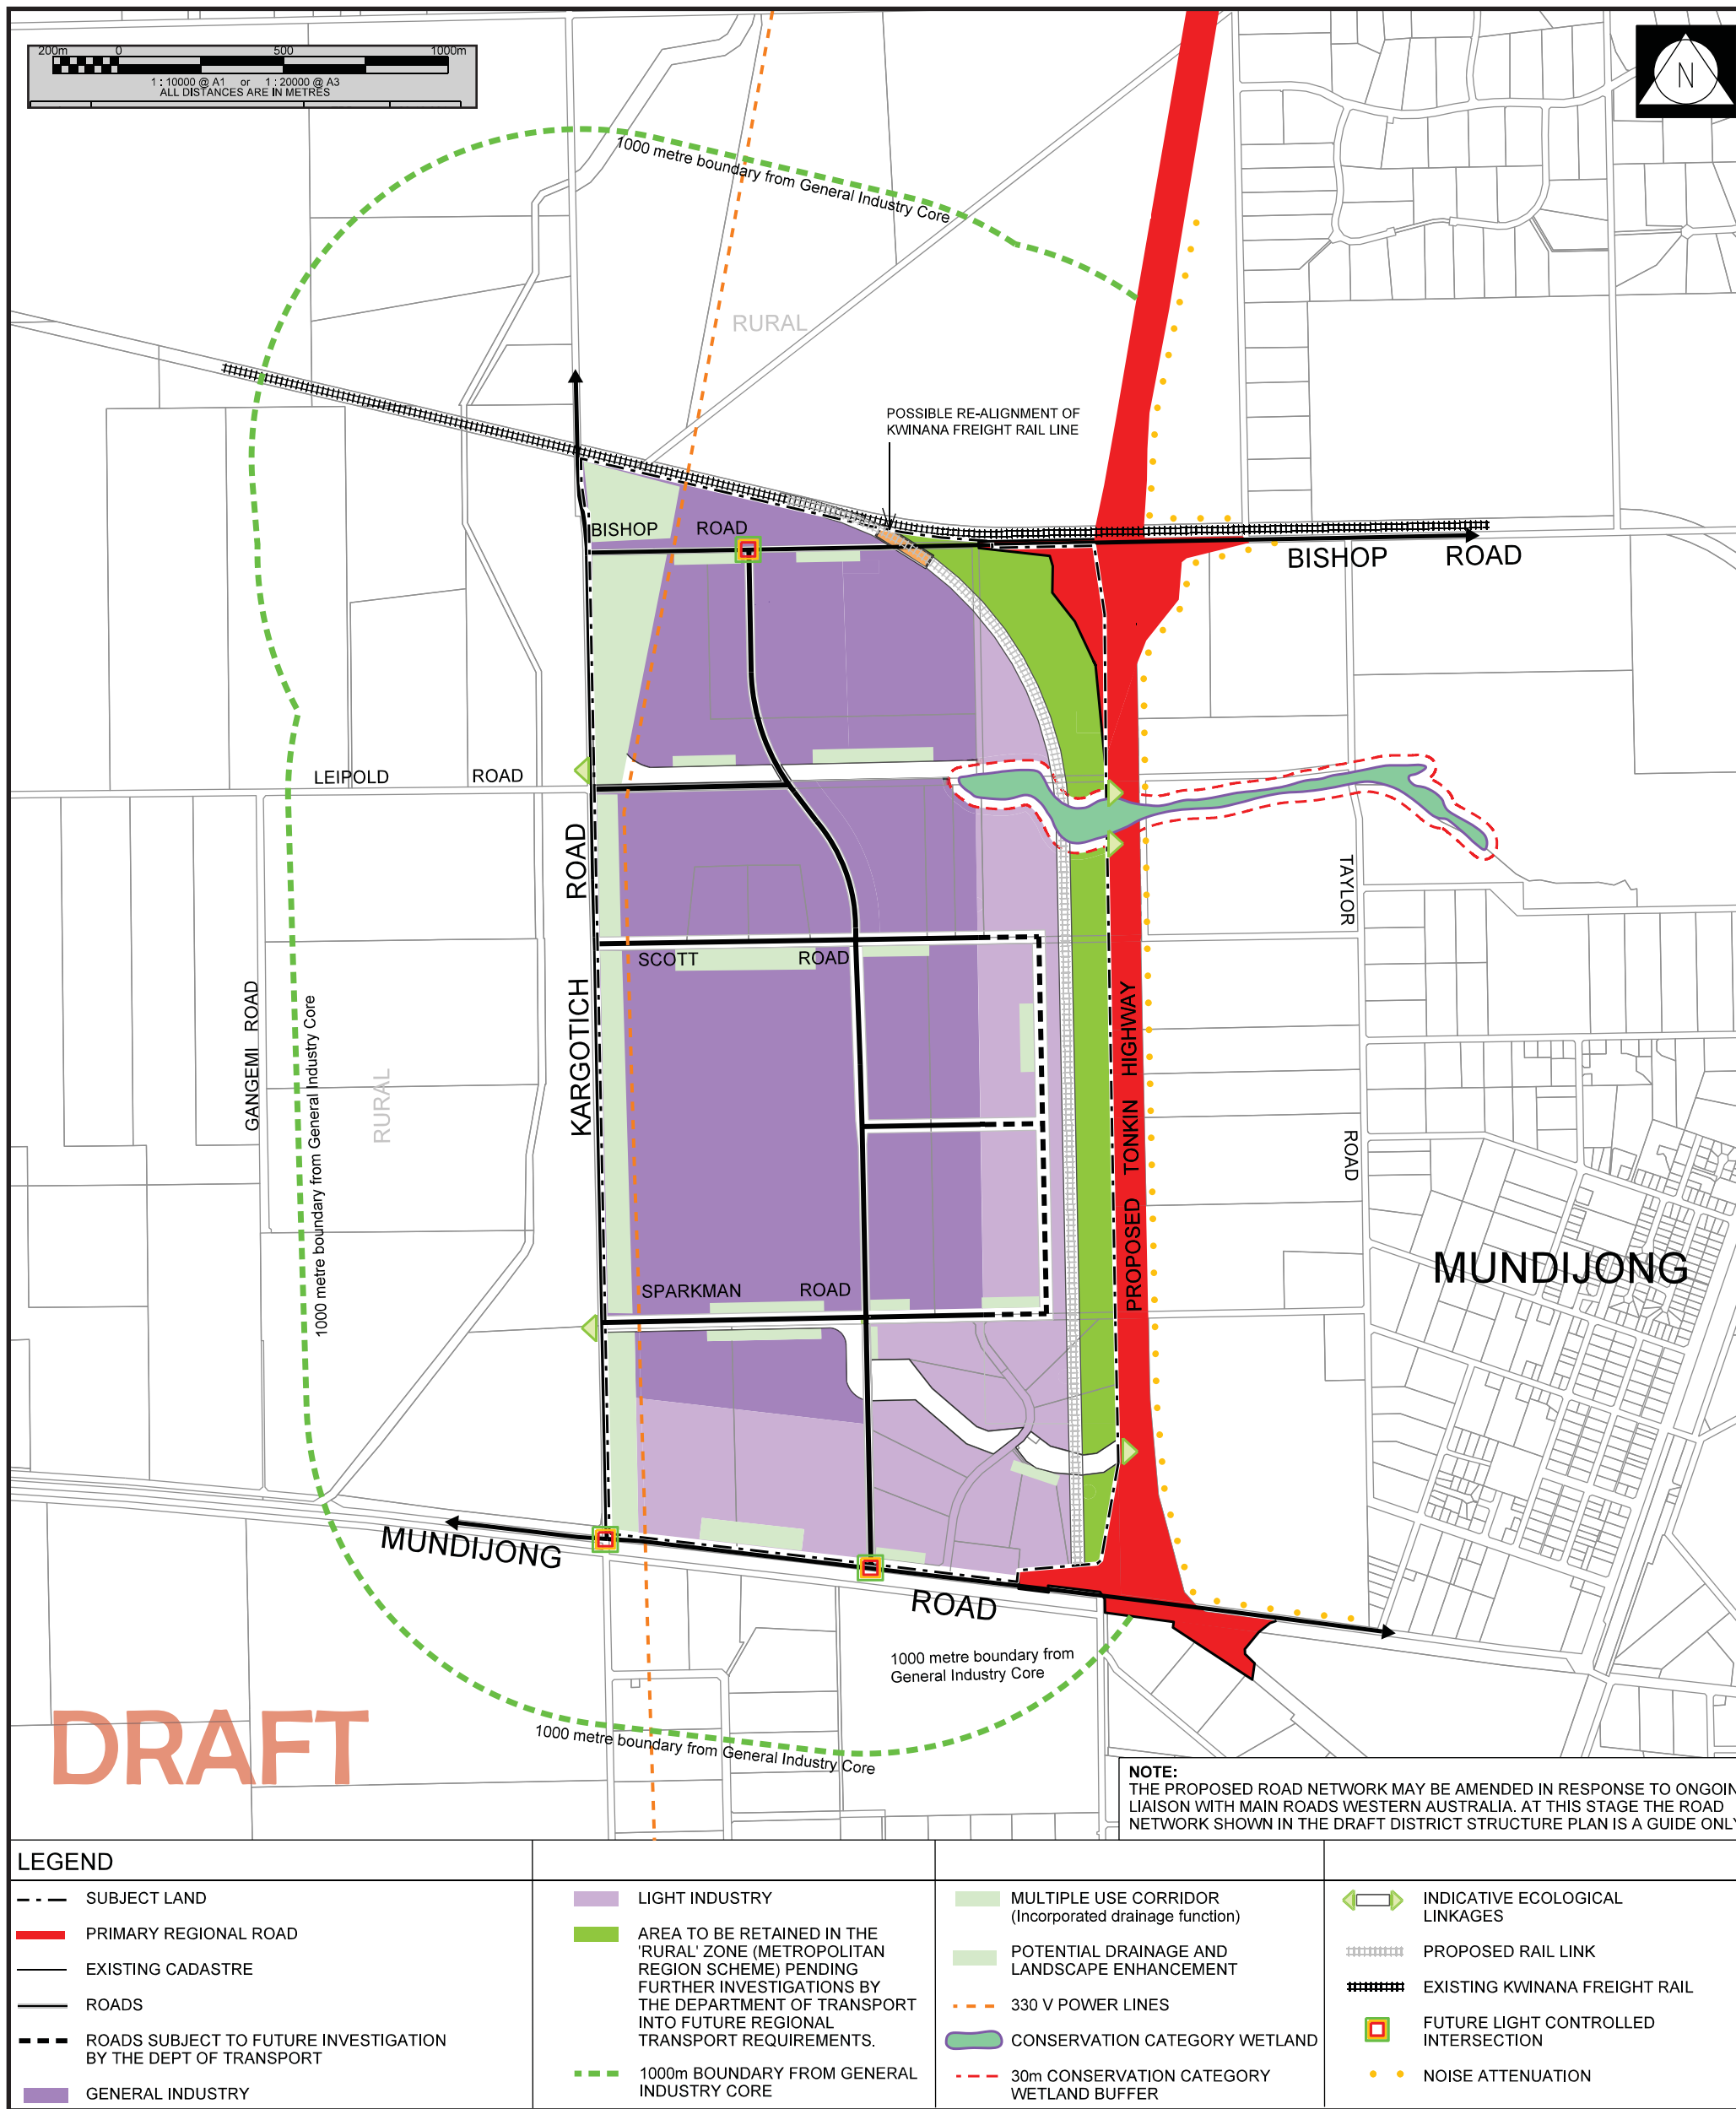 200m 0 500 1000m
1 : 10000 @ A1 or 1 : 20000 @ A3
ALL DISTANCES ARE IN METRES
N
1000 metre boundary from General Industry Core
RURAL
POSSIBLE RE-ALIGNMENT OF
KWINANA FREIGHT RAIL LINE
BISHOP ROAD
BISHOP ROAD
LEIPOLD ROAD
KARGOTICH ROAD
TAYLOR ROAD
SCOTT ROAD
GANGEMI ROAD
1000 metre boundary from General Industry Core
RURAL
PROPOSED TONKIN HIGHWAY
MUNDIJONG
SPARKMAN ROAD
MUNDIJONG ROAD
1000 metre boundary from
General Industry Core
1000 metre boundary from General Industry Core
DRAFT
NOTE:
THE PROPOSED ROAD NETWORK MAY BE AMENDED IN RESPONSE TO ONGOIN
LIAISON WITH MAIN ROADS WESTERN AUSTRALIA. AT THIS STAGE THE ROAD
NETWORK SHOWN IN THE DRAFT DISTRICT STRUCTURE PLAN IS A GUIDE ONLY
LEGEND
SUBJECT LAND
PRIMARY REGIONAL ROAD
EXISTING CADASTRE
ROADS
ROADS SUBJECT TO FUTURE INVESTIGATION
BY THE DEPT OF TRANSPORT
GENERAL INDUSTRY
LIGHT INDUSTRY
AREA TO BE RETAINED IN THE
'RURAL' ZONE (METROPOLITAN
REGION SCHEME) PENDING
FURTHER INVESTIGATIONS BY
THE DEPARTMENT OF TRANSPORT
INTO FUTURE REGIONAL
TRANSPORT REQUIREMENTS.
1000m BOUNDARY FROM GENERAL
INDUSTRY CORE
MULTIPLE USE CORRIDOR
(Incorporated drainage function)
POTENTIAL DRAINAGE AND
LANDSCAPE ENHANCEMENT
330 V POWER LINES
CONSERVATION CATEGORY WETLAND
30m CONSERVATION CATEGORY
WETLAND BUFFER
INDICATIVE ECOLOGICAL
LINKAGES
PROPOSED RAIL LINK
EXISTING KWINANA FREIGHT RAIL
FUTURE LIGHT CONTROLLED
INTERSECTION
NOISE ATTENUATION